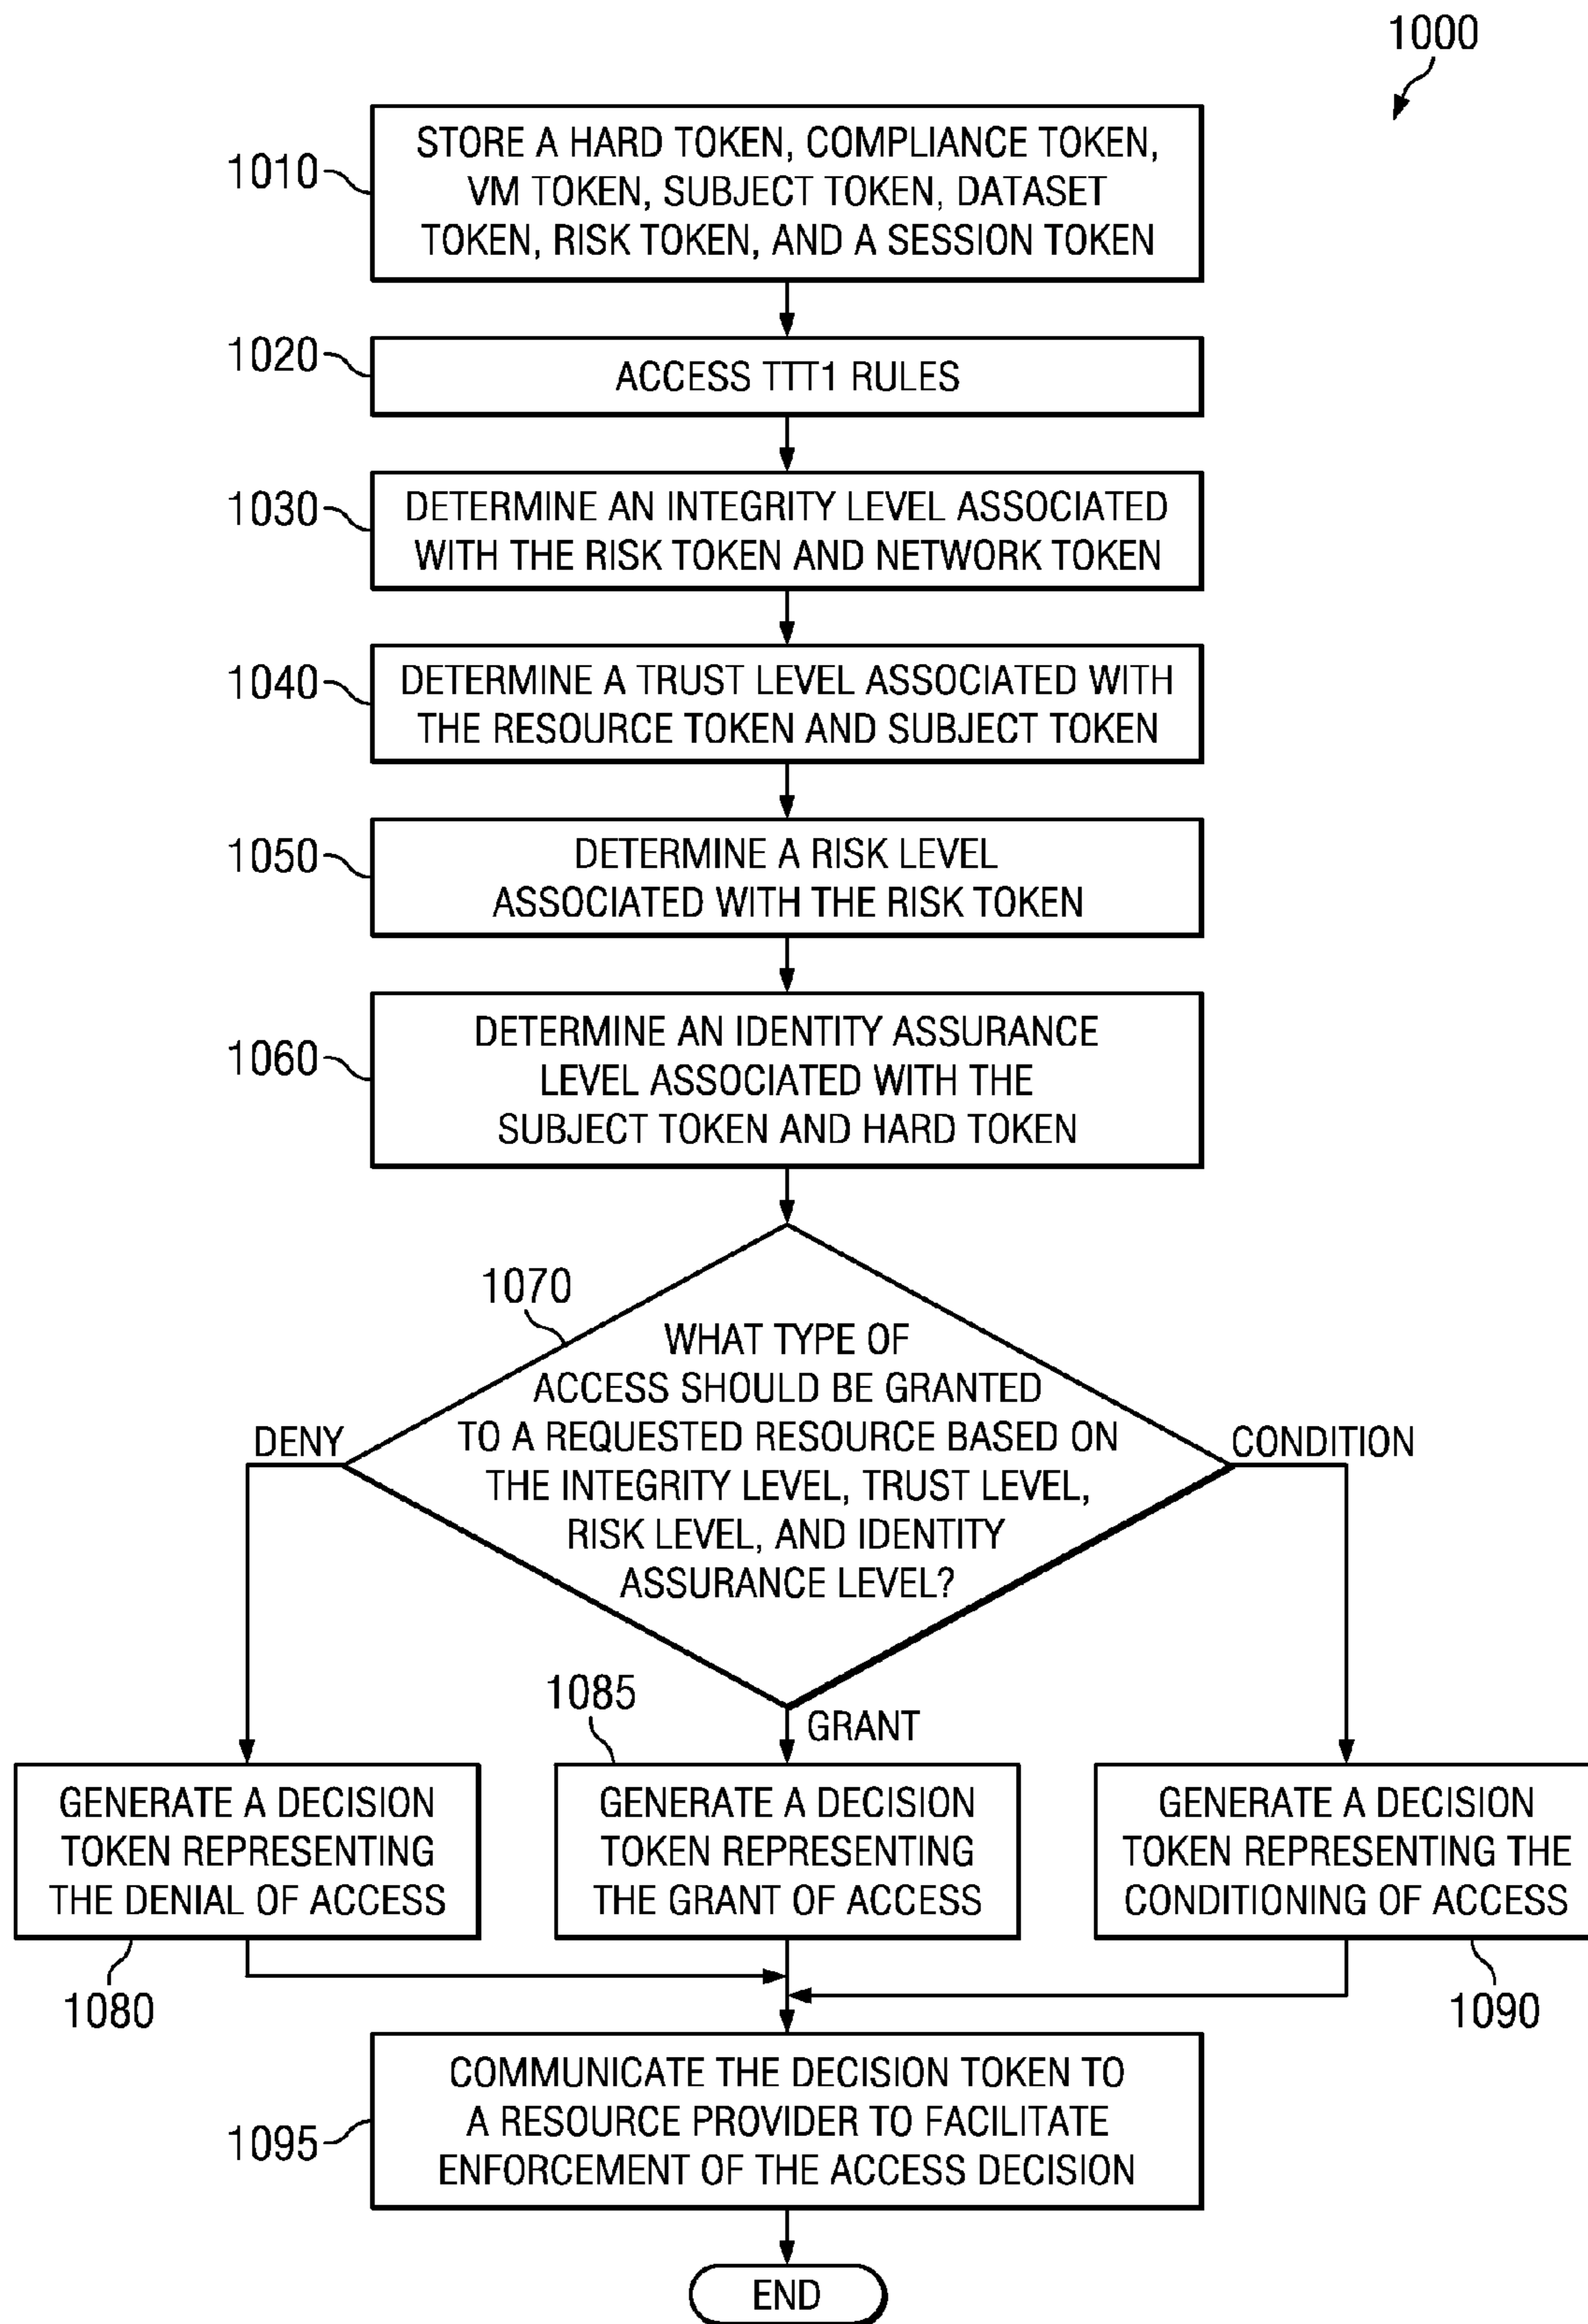 1000
1010
STORE A HARD TOKEN, COMPLIANCE TOKEN,
VM TOKEN, SUBJECT TOKEN, DATASET
TOKEN, RISK TOKEN, AND A SESSION TOKEN
1020
ACCESS TTT1 RULES
1030
DETERMINE AN INTEGRITY LEVEL ASSOCIATED
WITH THE RISK TOKEN AND NETWORK TOKEN
1040
DETERMINE A TRUST LEVEL ASSOCIATED WITH
THE RESOURCE TOKEN AND SUBJECT TOKEN
1050
DETERMINE A RISK LEVEL
ASSOCIATED WITH THE RISK TOKEN
1060
DETERMINE AN IDENTITY ASSURANCE
LEVEL ASSOCIATED WITH THE
SUBJECT TOKEN AND HARD TOKEN
1070
WHAT TYPE OF
ACCESS SHOULD BE GRANTED
TO A REQUESTED RESOURCE BASED ON
THE INTEGRITY LEVEL, TRUST LEVEL,
RISK LEVEL, AND IDENTITY
ASSURANCE LEVEL?
DENY
CONDITION
GRANT
GENERATE A DECISION
TOKEN REPRESENTING
THE DENIAL OF ACCESS
1080
1085
GENERATE A DECISION
TOKEN REPRESENTING
THE GRANT OF ACCESS
GENERATE A DECISION
TOKEN REPRESENTING THE
CONDITIONING OF ACCESS
1090
1095
COMMUNICATE THE DECISION TOKEN TO
A RESOURCE PROVIDER TO FACILITATE
ENFORCEMENT OF THE ACCESS DECISION
END